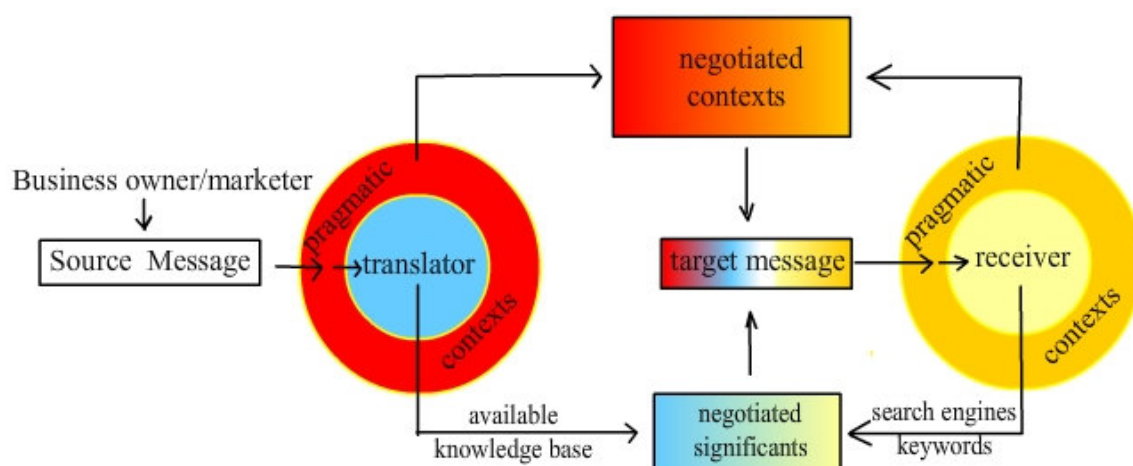 negotiated
contexts
Business owner/marketer
Source Message
pragmatic
translator
contexts
target message
pragmatic
receiver
contexts
available
knowledge base
negotiated
significants
search engines
keywords